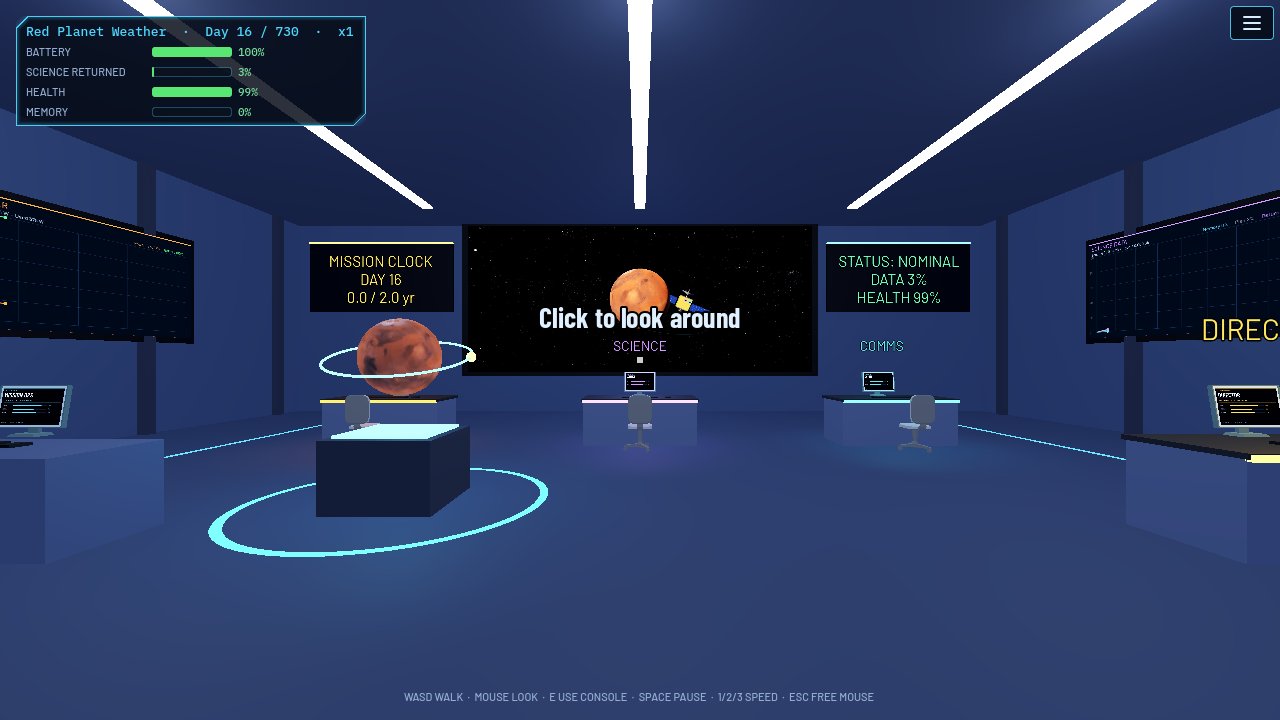 Red Planet Weather · Day 16 / 730 · x1
BATTERY 100%
SCIENCE RETURNED 3%
HEALTH 99%
MEMORY 0%
MISSION CLOCK
DAY 16
0.0 / 2.0 yr
STATUS: NOMINAL
DATA 3%
HEALTH 99%
Click to look around
SCIENCE
COMMS
DIREC
WASD WALK · MOUSE LOOK · E USE CONSOLE · SPACE PAUSE · 1/2/3 SPEED · ESC FREE MOUSE